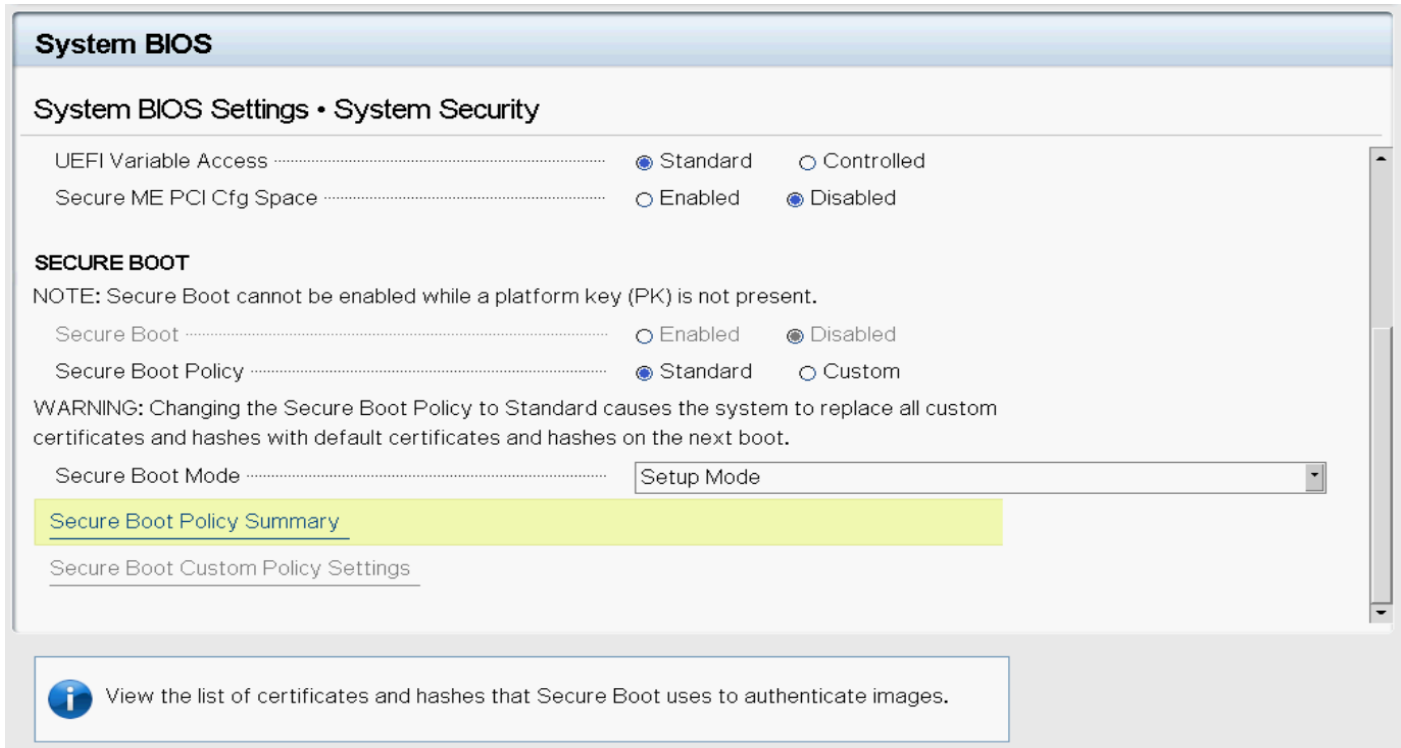 System BIOS
System BIOS Settings • System Security
UEFI Variable Access Standard Controlled
Secure ME PCI Cfg Space Enabled Disabled
SECURE BOOT
NOTE: Secure Boot cannot be enabled while a platform key (PK) is not present.
Secure Boot Enabled Disabled
Secure Boot Policy Standard Custom
WARNING: Changing the Secure Boot Policy to Standard causes the system to replace all custom
certificates and hashes with default certificates and hashes on the next boot.
Secure Boot Mode Setup Mode
Secure Boot Policy Summary
Secure Boot Custom Policy Settings
View the list of certificates and hashes that Secure Boot uses to authenticate images.